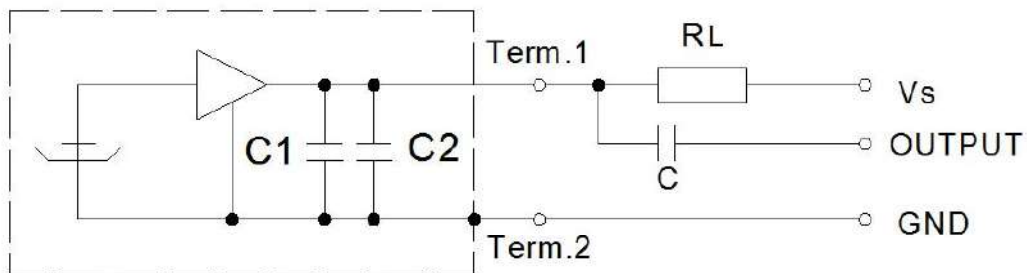 Term.1
RL
Vs
C1
C2
C
OUTPUT
Term.2
GND